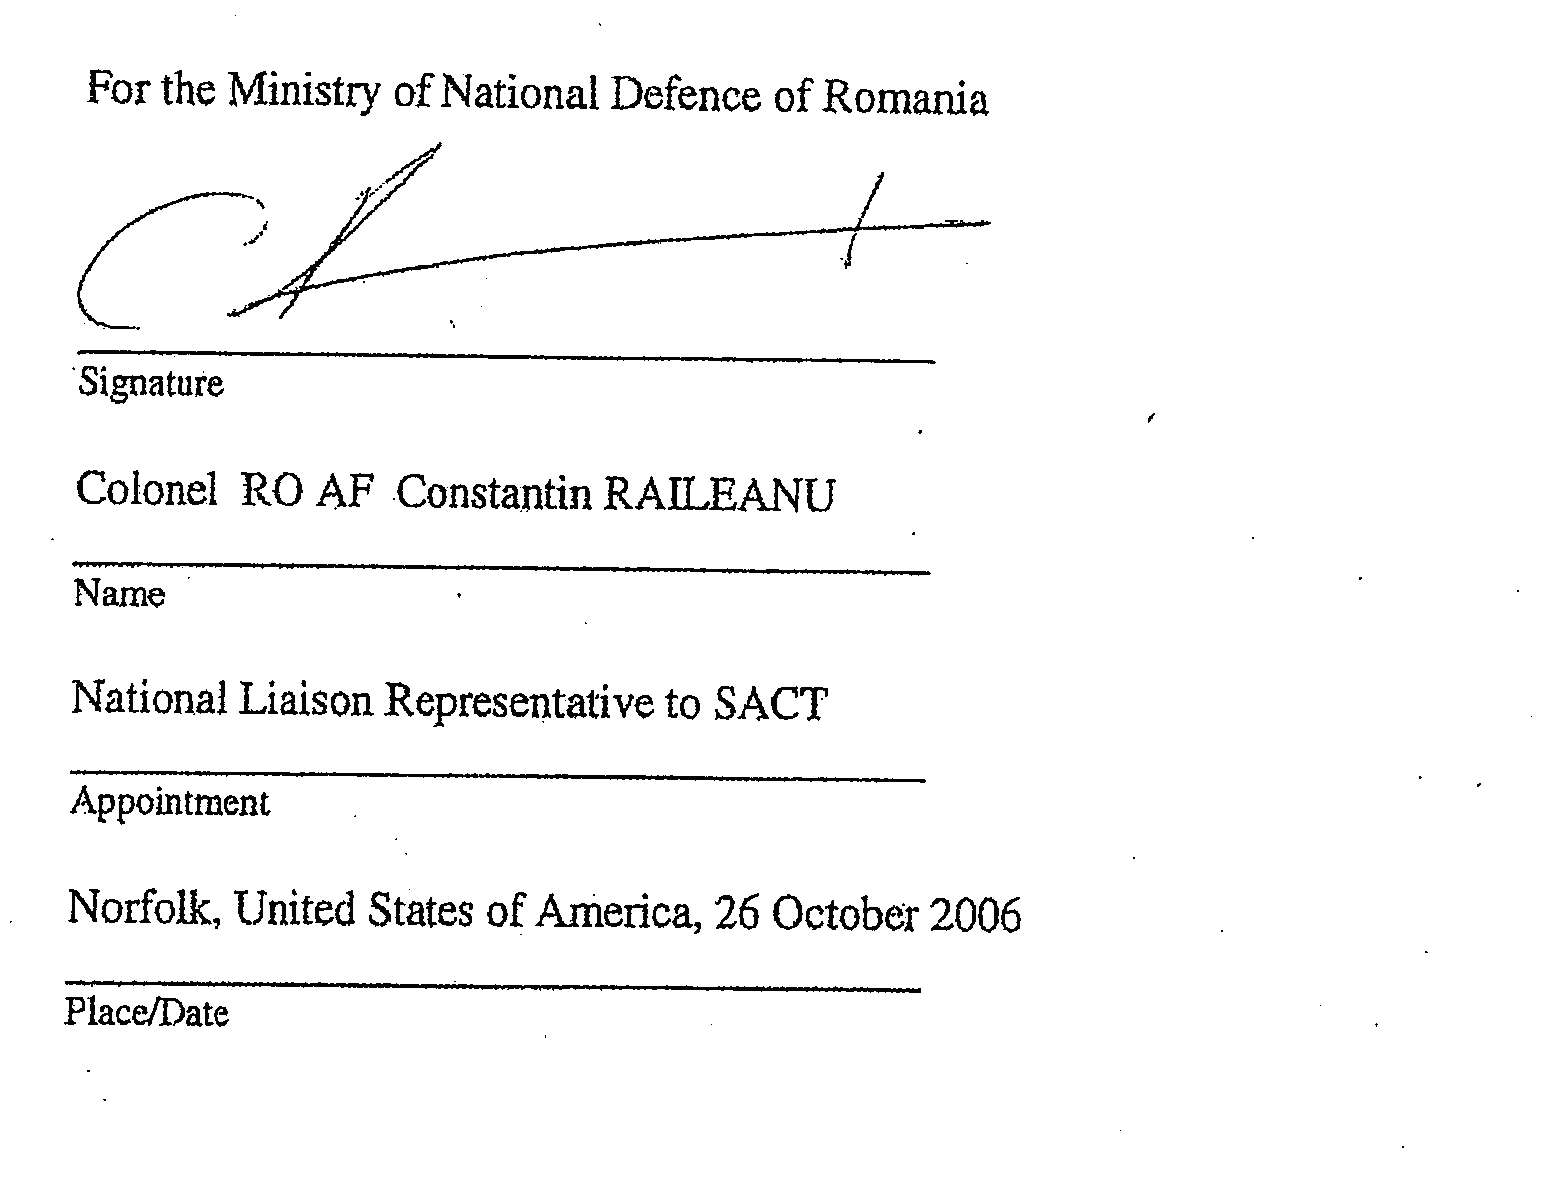 For the Ministry of National Defence of Romania
Signature
Colonel RO AF Constantin RAILEANU
Name
National Liaison Representative to SACT
Appointment
Norfolk, United States of America, 26 October 2006
Place/Date